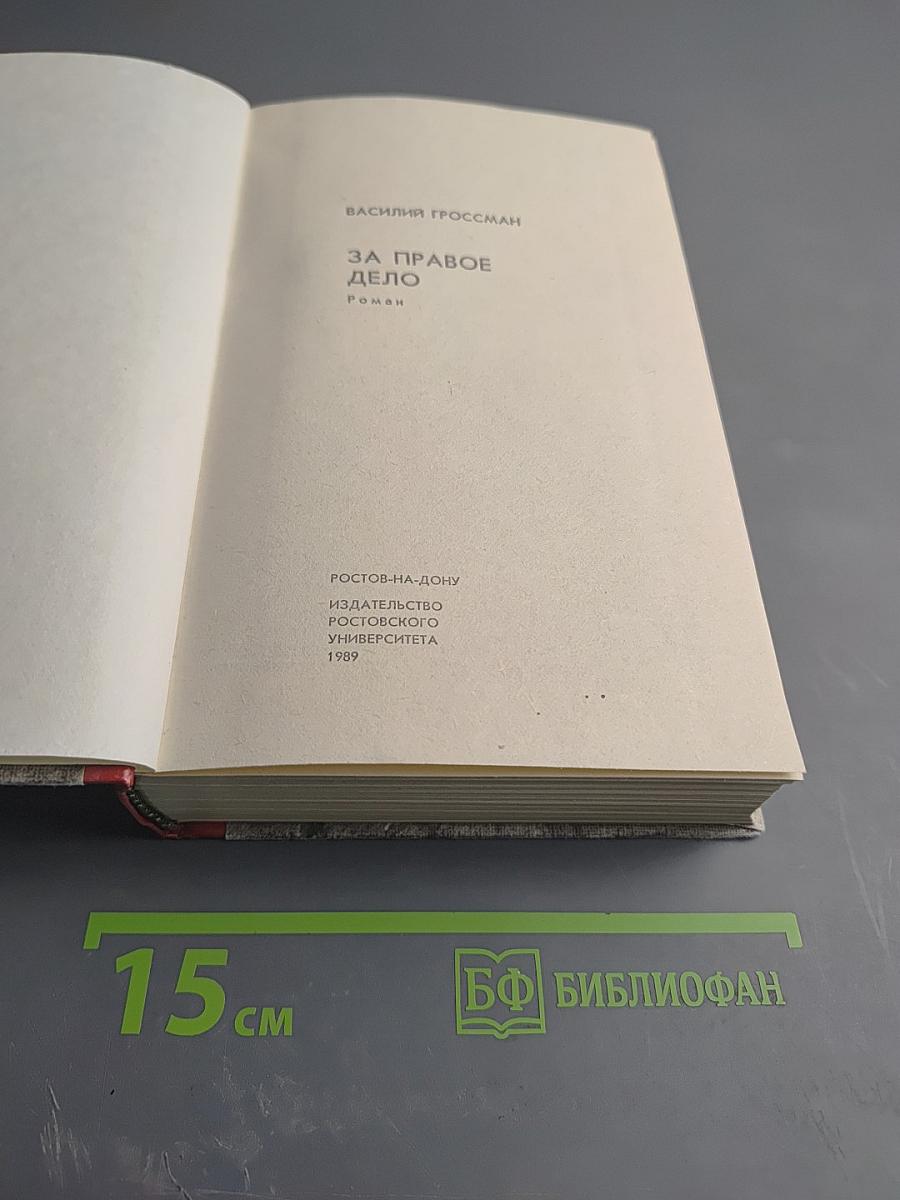 ВАСИЛИЙ ГРОССМАН
ЗА ПРАВОЕ
ДЕЛО
Роман
РОСТОВ-НА-ДОНУ
ИЗДАТЕЛЬСТВО
РОСТОВСКОГО
УНИВЕРСИТЕТА
1989
15 см
БФ БИБЛИОФАН